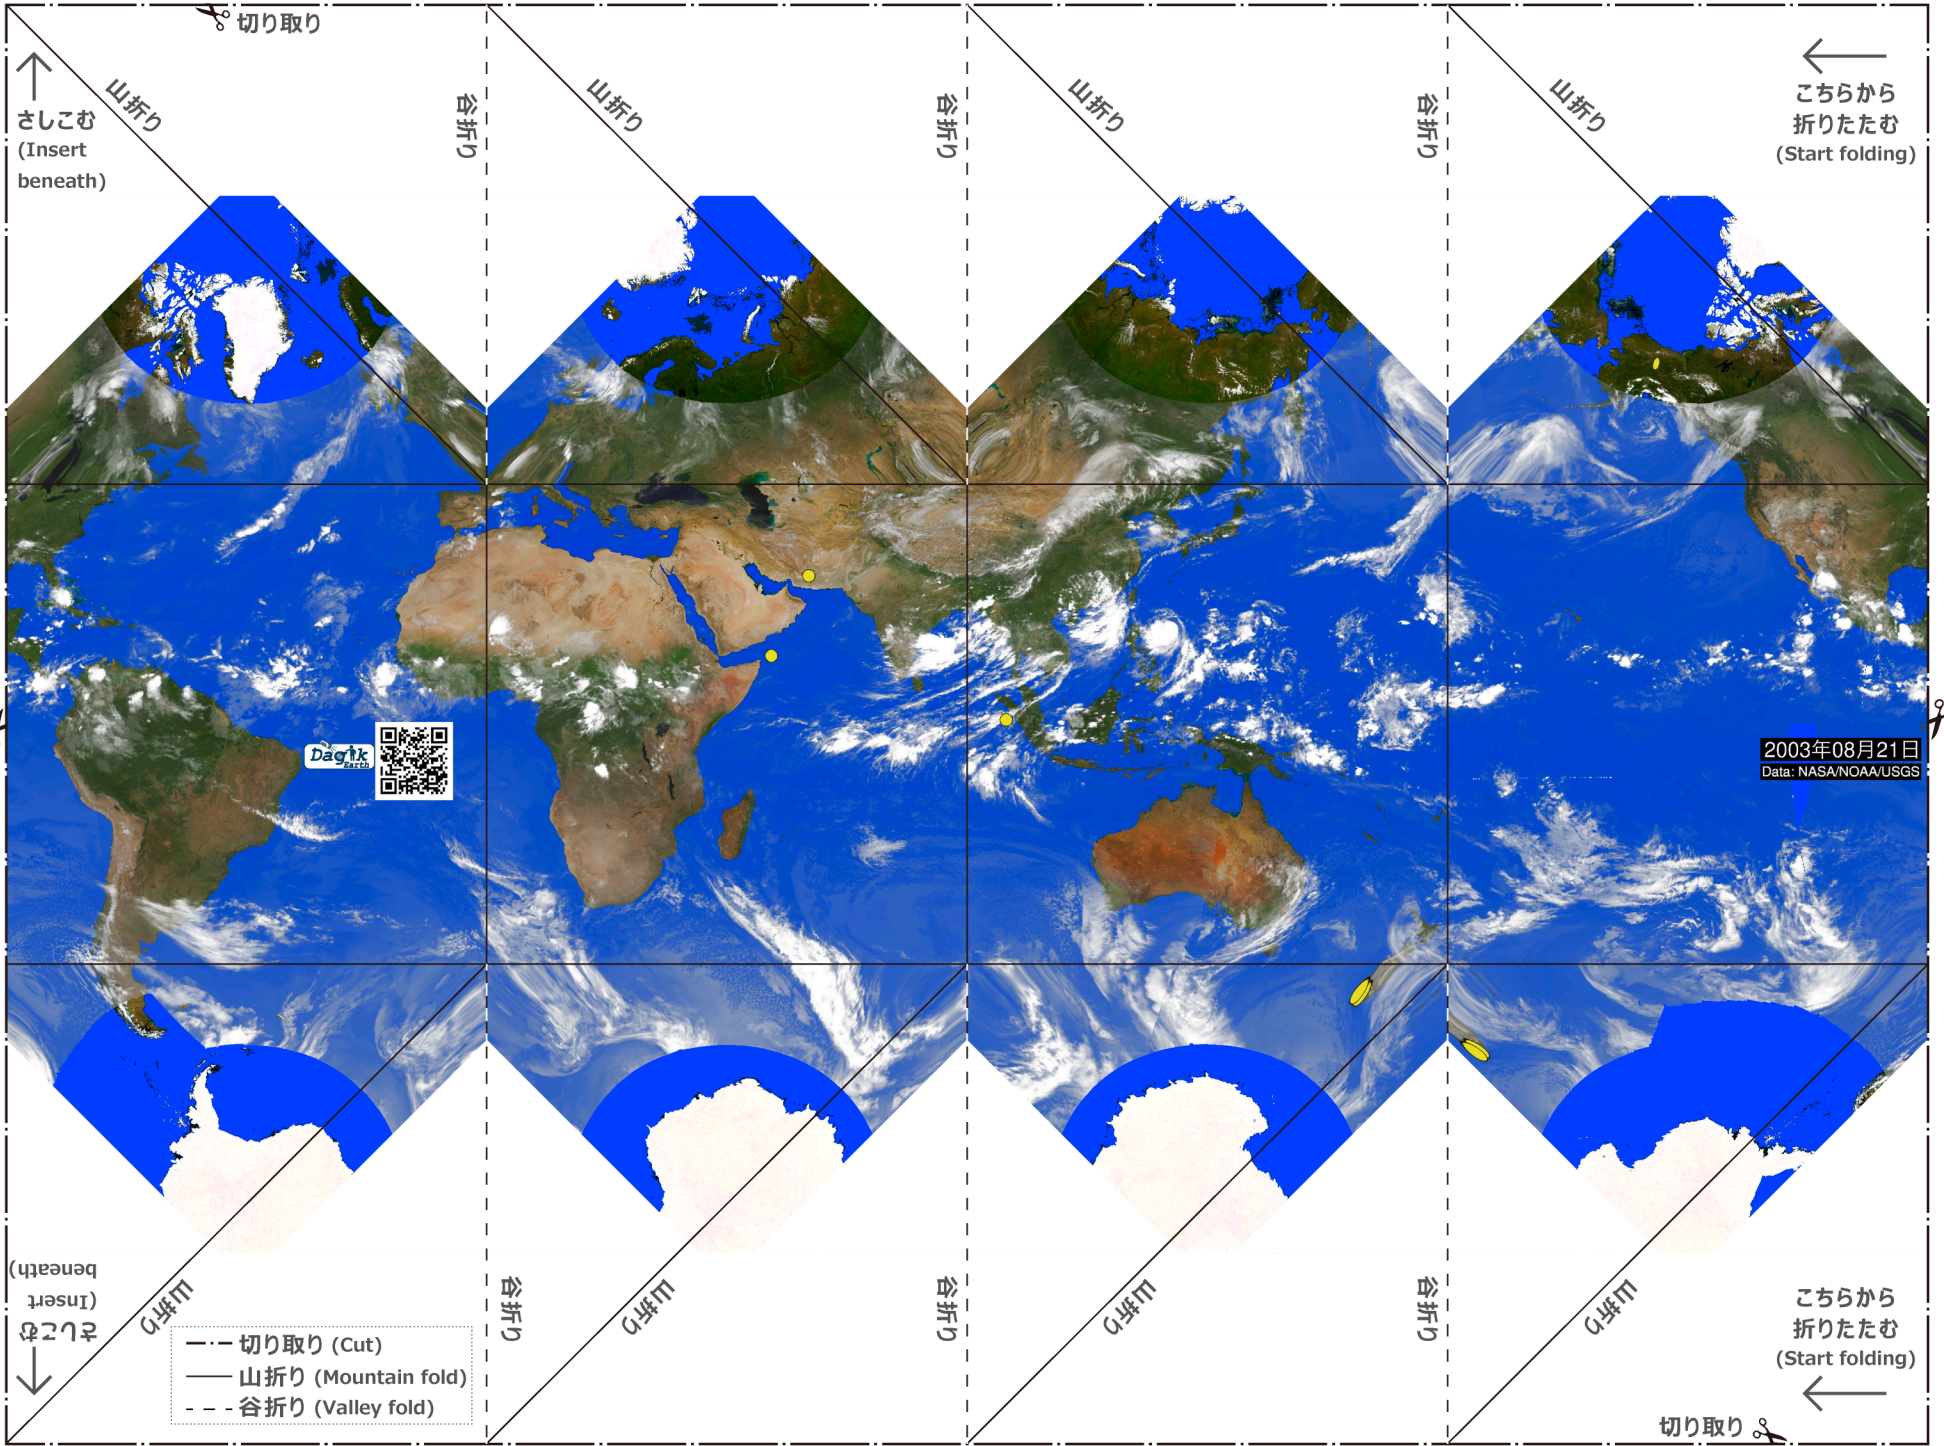 切り取り
山折り
谷折り
山折り
谷折り
山折り
谷折り
山折り
さしこむ
(Insert
beneath)
こちらから
折りたたむ
(Start folding)
Dagik
Earth
2003年08月21日
Data: NASA/NOAA/USGS
さしこむ
(Insert
beneath)
山折り
谷折り
山折り
谷折り
山折り
谷折り
山折り
こちらから
折りたたむ
(Start folding)
切り取り (Cut)
山折り (Mountain fold)
谷折り (Valley fold)
切り取り